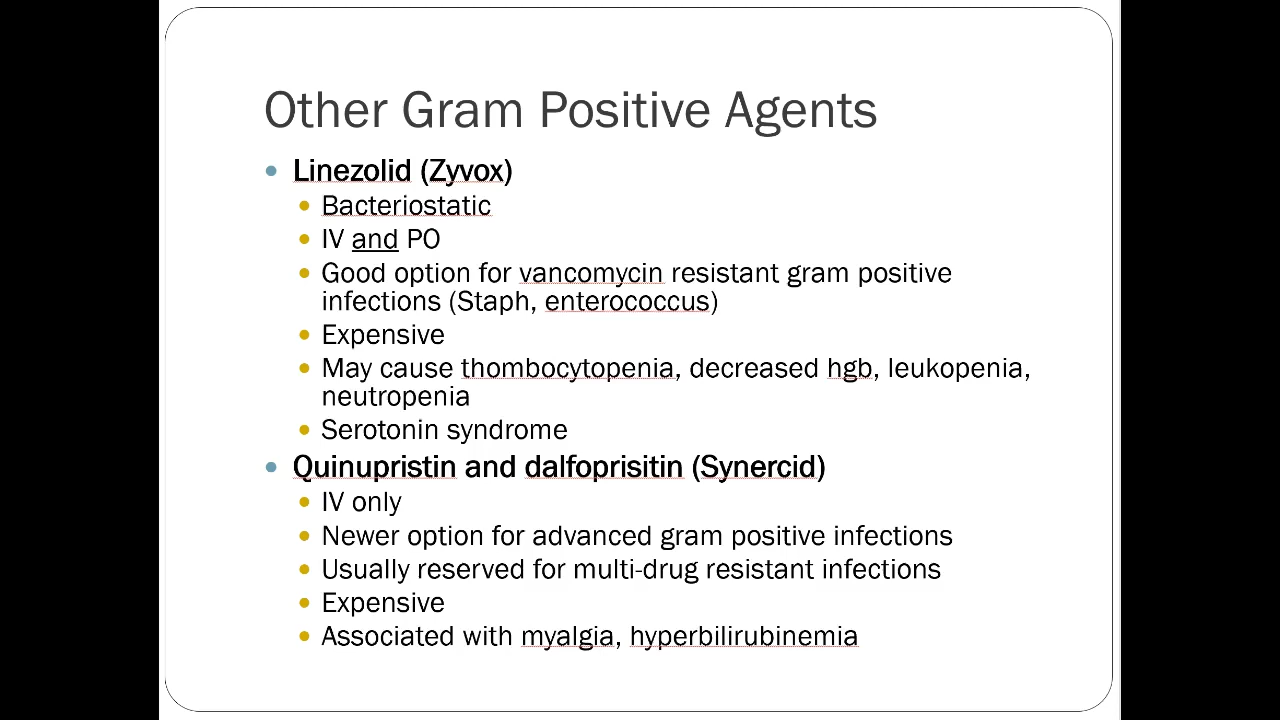 Other Gram Positive Agents
Linezolid (Zyvox)
Bacteriostatic
IV and PO
Good option for vancomycin resistant gram positive
infections (Staph, enterococcus)
Expensive
May cause thombocytopenia, decreased hgb, leukopenia,
neutropenia
Serotonin syndrome
Quinupristin and dalfoprisitin (Synercid)
IV only
Newer option for advanced gram positive infections
Usually reserved for multi-drug resistant infections
Expensive
Associated with myalgia, hyperbilirubinemia